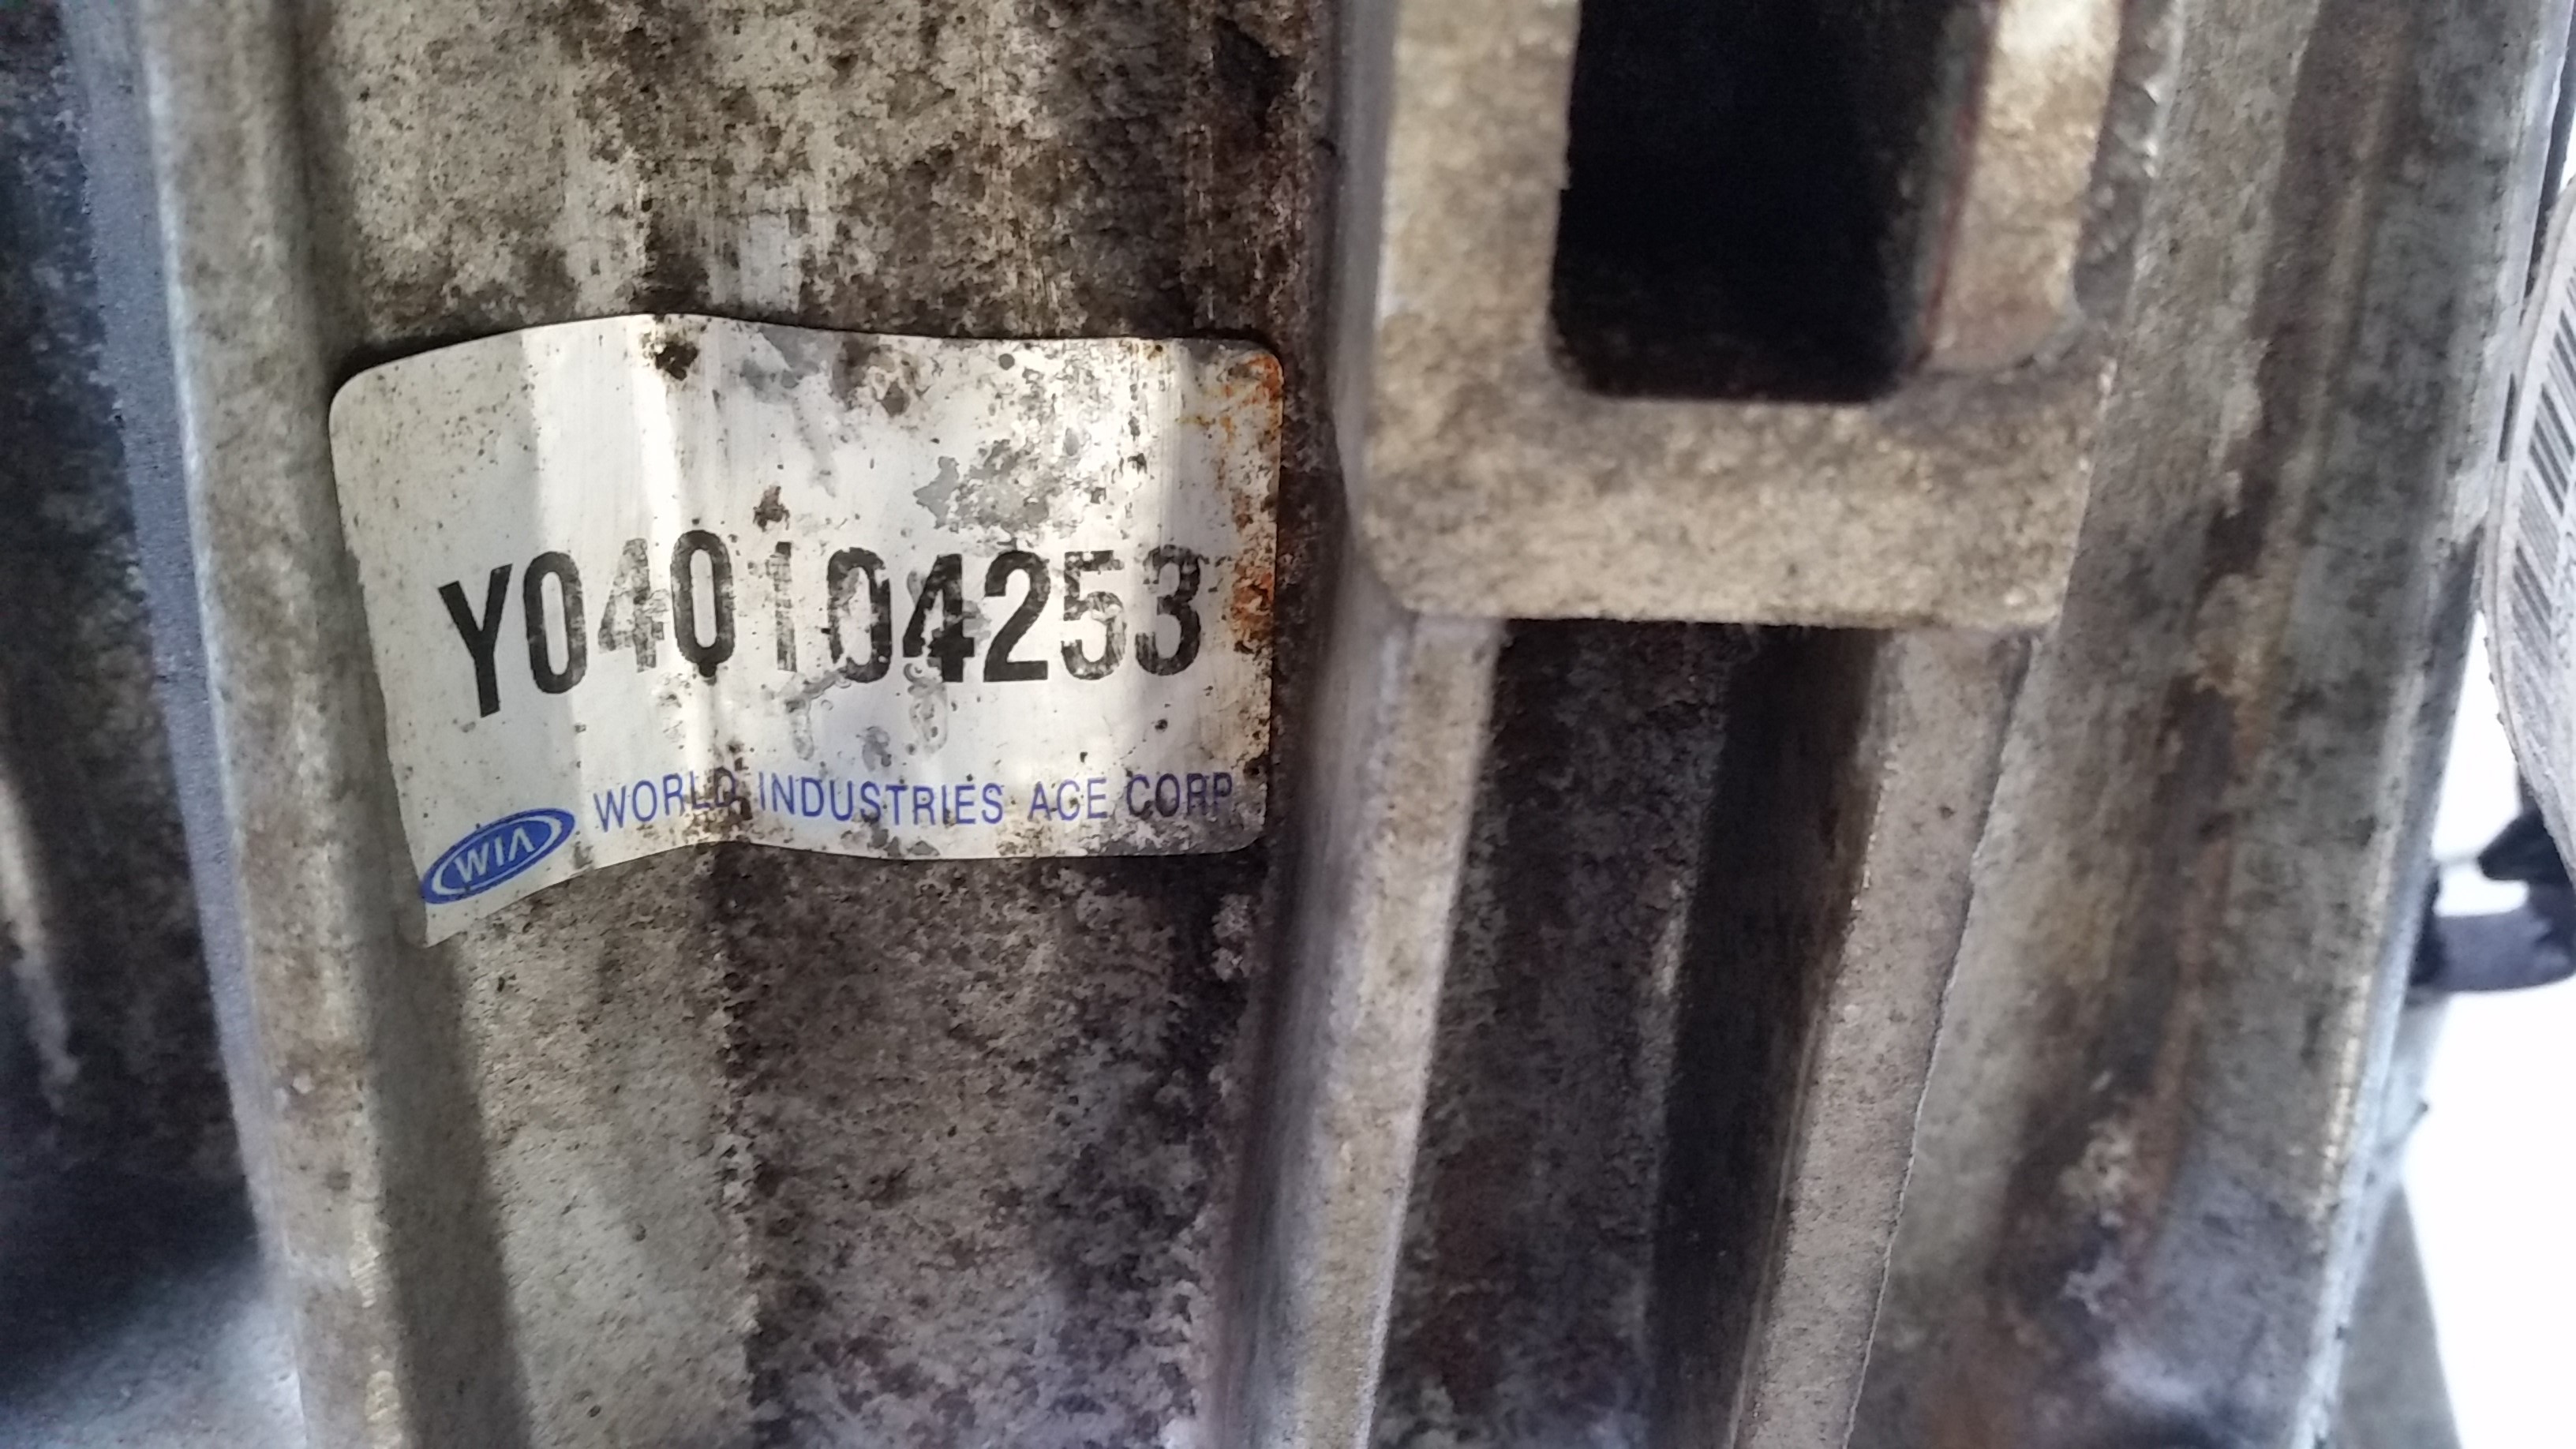 Y040104253
WIA WORLD INDUSTRIES ACE CORP